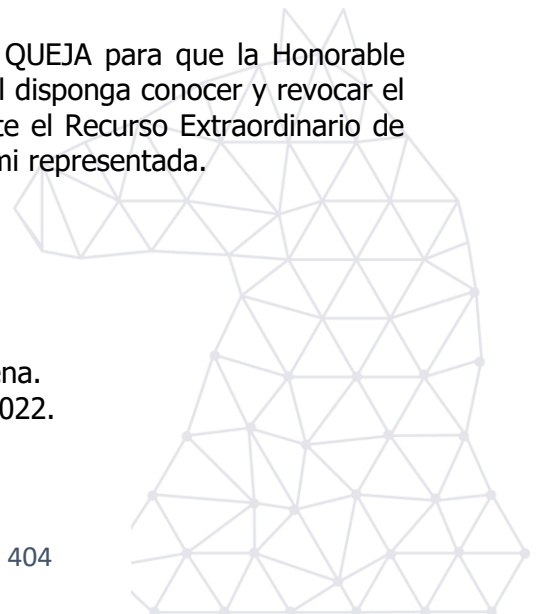 QUEJA para que la Honorable
l disponga conocer y revocar el
te el Recurso Extraordinario de
mi representada.
ena.
022.
404